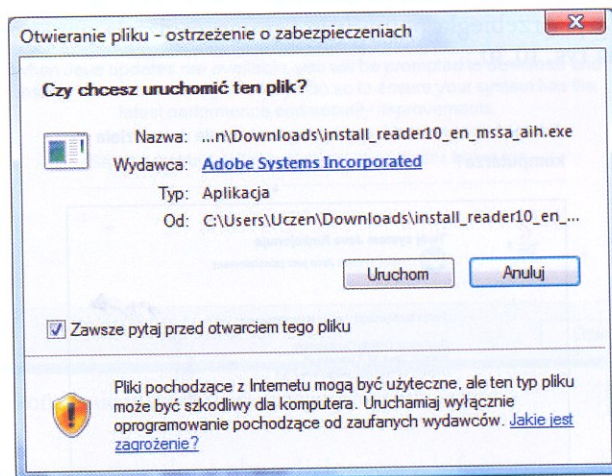 Otwieranie pliku - ostrzeżenie o zabezpieczeniach
Czy chcesz uruchomić ten plik?
Nazwa: ...n\Downloads\install_reader10_en_mssa_aih.exe
Wydawca: Adobe Systems Incorporated
Typ: Aplikacja
Od: C:\Users\Uczen\Downloads\install_reader10_en_...
Uruchom Anuluj
Zawsze pytaj przed otwarciem tego pliku
Pliki pochodzące z Internetu mogą być użyteczne, ale ten typ pliku
może być szkodliwy dla komputera. Uruchamiaj wyłącznie
oprogramowanie pochodzące od zaufanych wydawców. Jakie jest
zagrożenie?